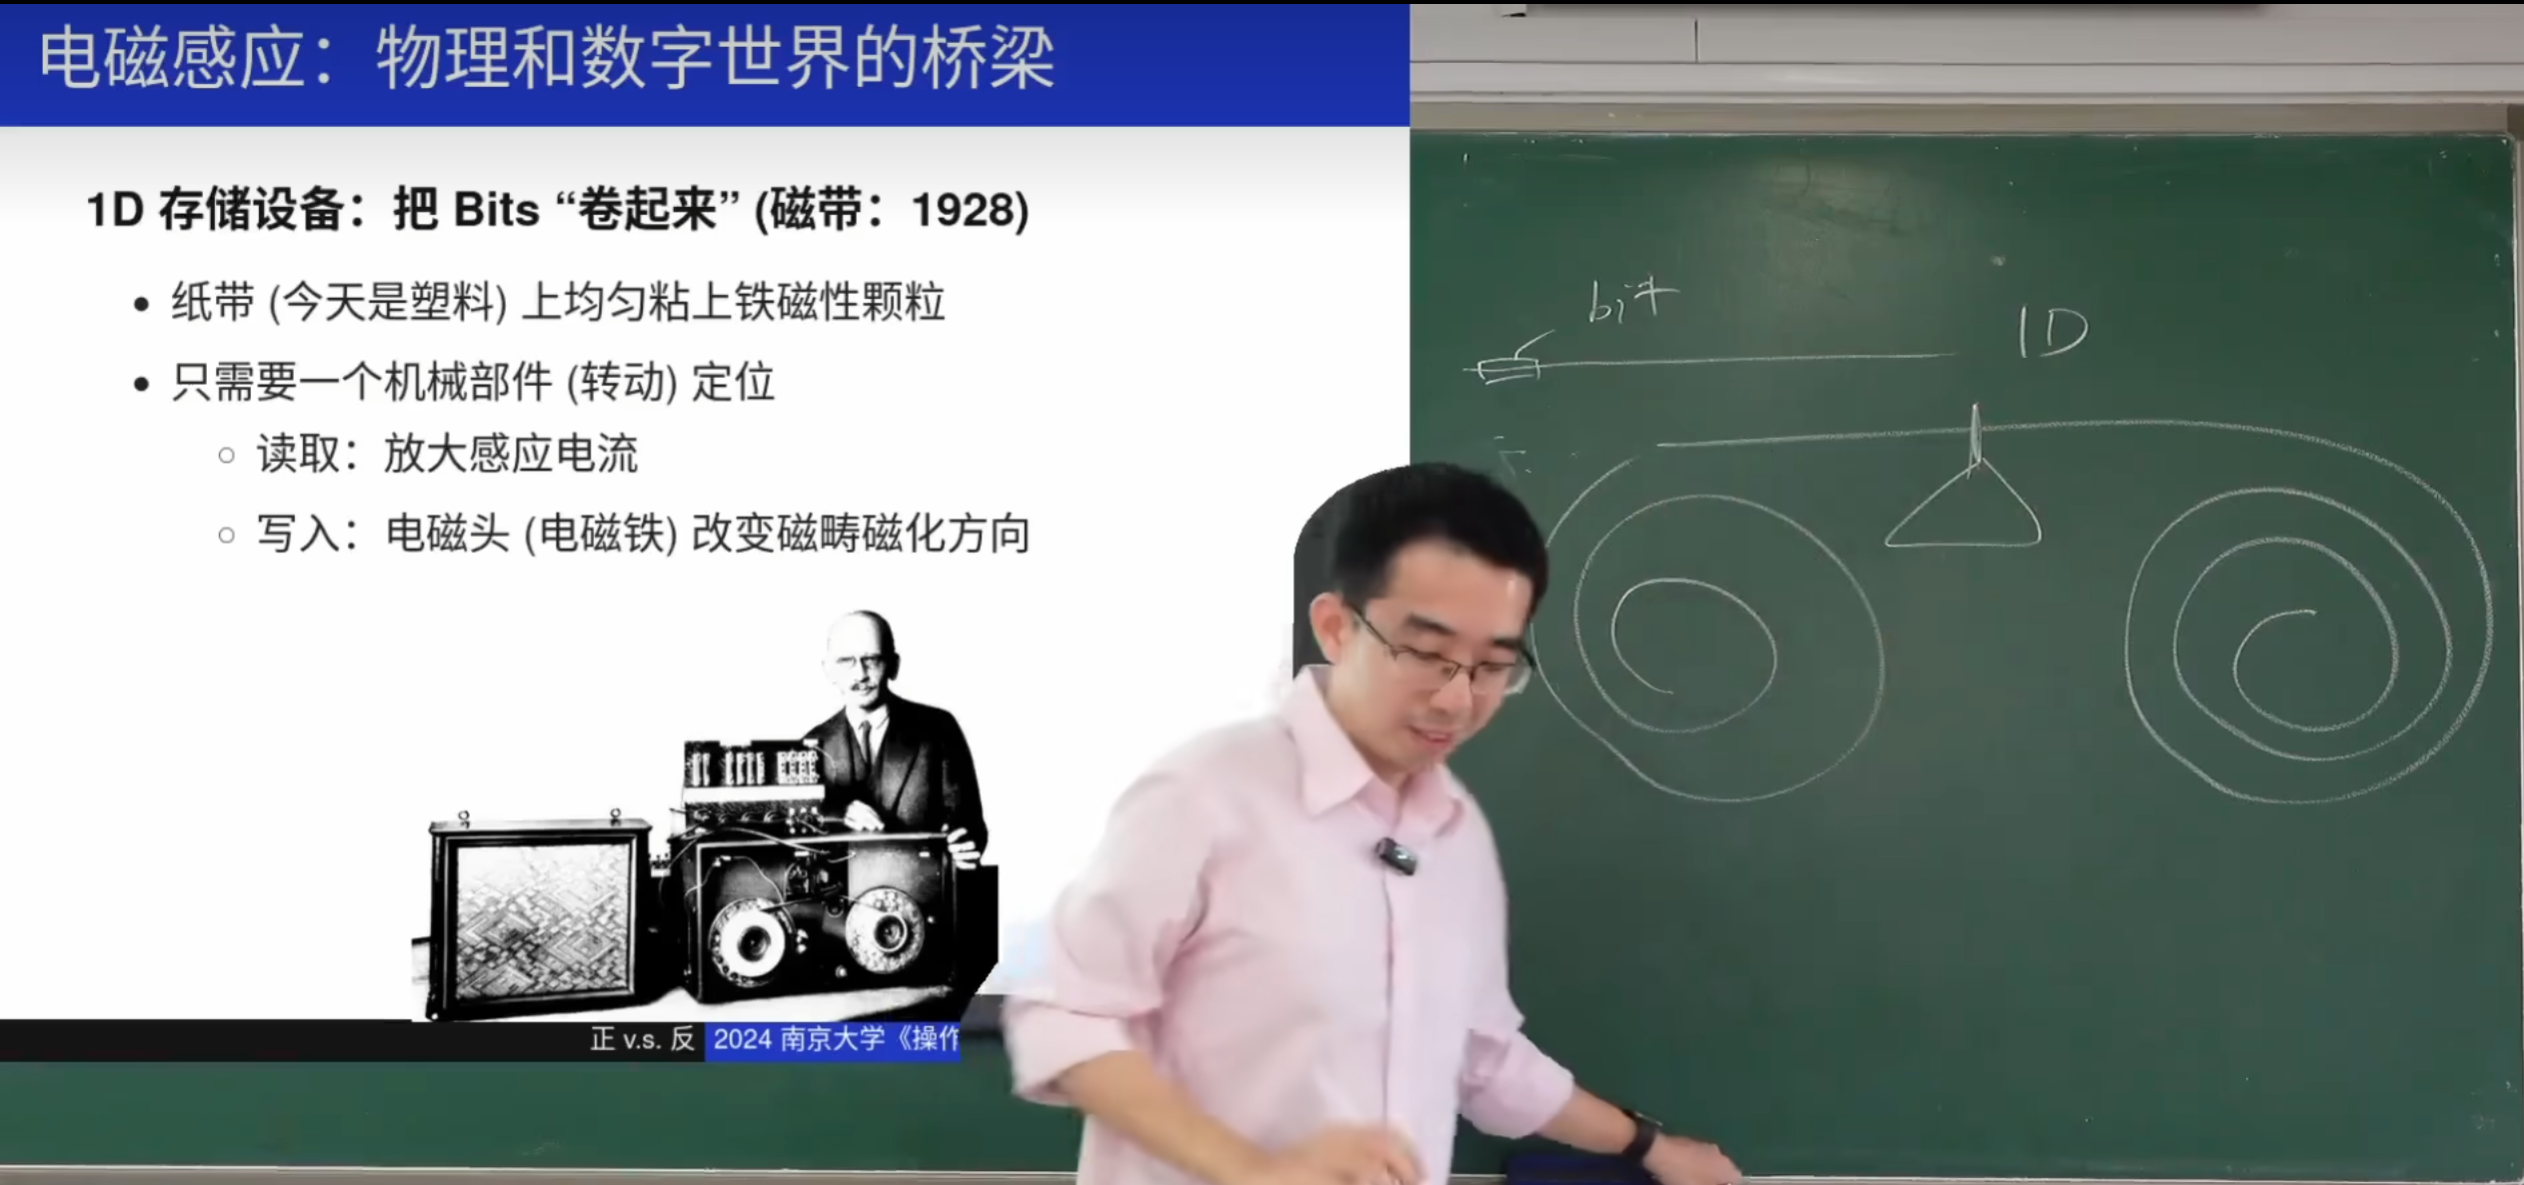 电磁感应：物理和数字世界的桥梁
1D 存储设备：把 Bits “卷起来” (磁带：1928)
• 纸带 (今天是塑料) 上均匀粘上铁磁性颗粒
• 只需要一个机械部件 (转动) 定位
○ 读取：放大感应电流
○ 写入：电磁头 (电磁铁) 改变磁畴磁化方向
正 v.s. 反
2024 南京大学《操作
bit
1D